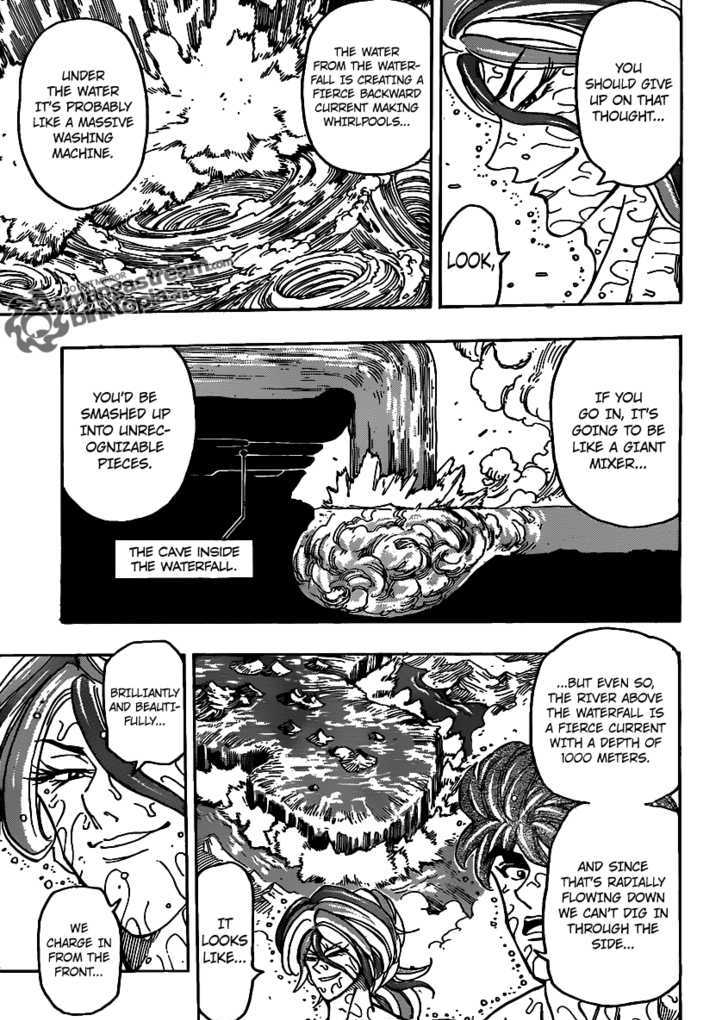 YOU
SHOULD GIVE
UP ON THAT
THOUGHT...
LOOK,
THE WATER
FROM THE WATER-
FALL IS CREATING A
FIERCE BACKWARD
CURRENT MAKING
WHIRLPOOLS...
UNDER
THE WATER
IT'S PROBABLY
LIKE A MASSIVE
WASHING
MACHINE.
IF YOU
GO IN, IT'S
GOING TO BE
LIKE A GIANT
MIXER...
YOU'D BE
SMASHED UP
INTO UNREC-
OGNIZABLE
PIECES.
THE CAVE INSIDE
THE WATERFALL.
...BUT EVEN SO,
THE RIVER ABOVE
THE WATERFALL IS
A FIERCE CURRENT
WITH A DEPTH OF
1000 METERS.
AND SINCE
THAT'S RADIALLY
FLOWING DOWN
WE CAN'T DIG IN
THROUGH THE
SIDE...
IT
LOOKS
LIKE...
BRILLIANTLY
AND BEAUTI-
FULLY...
WE
CHARGE IN
FROM THE
FRONT...